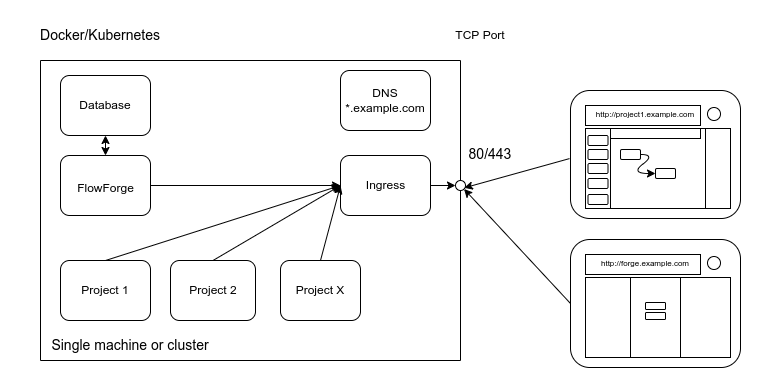 Docker/Kubernetes
TCP Port
Database
DNS
*.example.com
http://project1.example.com
80/443
FlowForge
Ingress
http://forge.example.com
Project 1
Project 2
Project X
Single machine or cluster